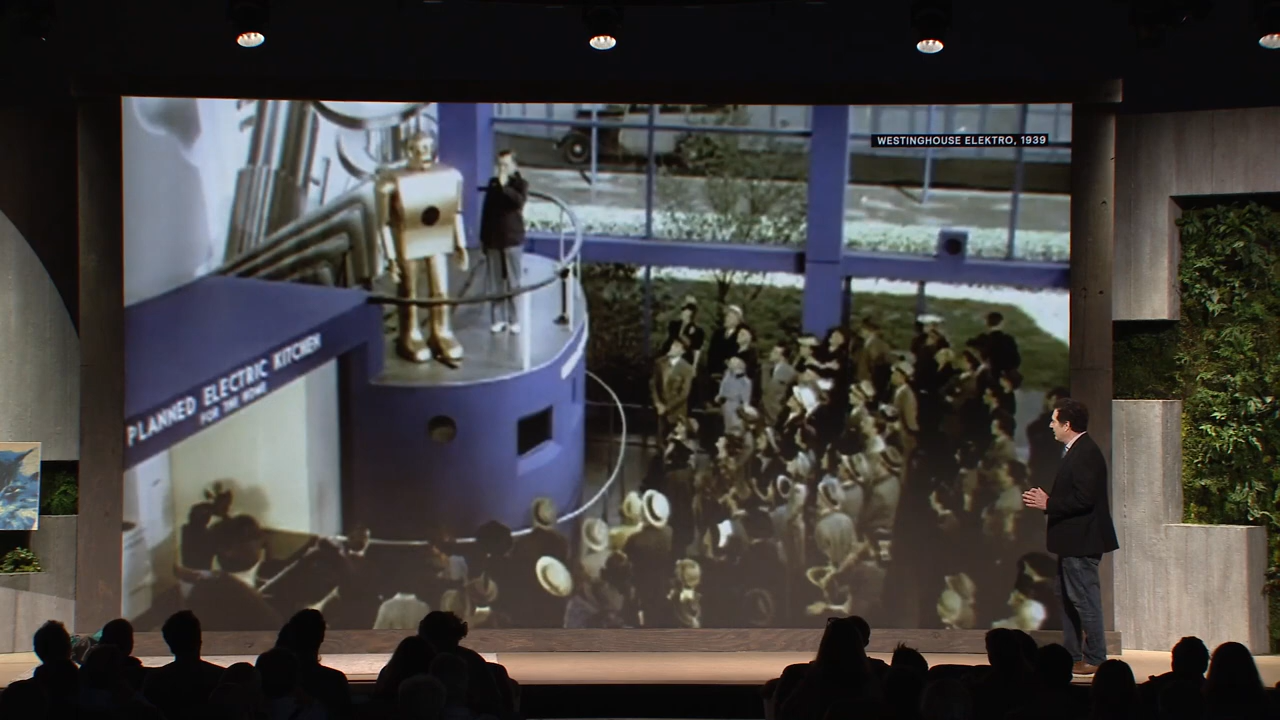 WESTINGHOUSE ELEKTRO, 1939
PLANNED ELECTRIC KITCHEN
FOR THE HOME